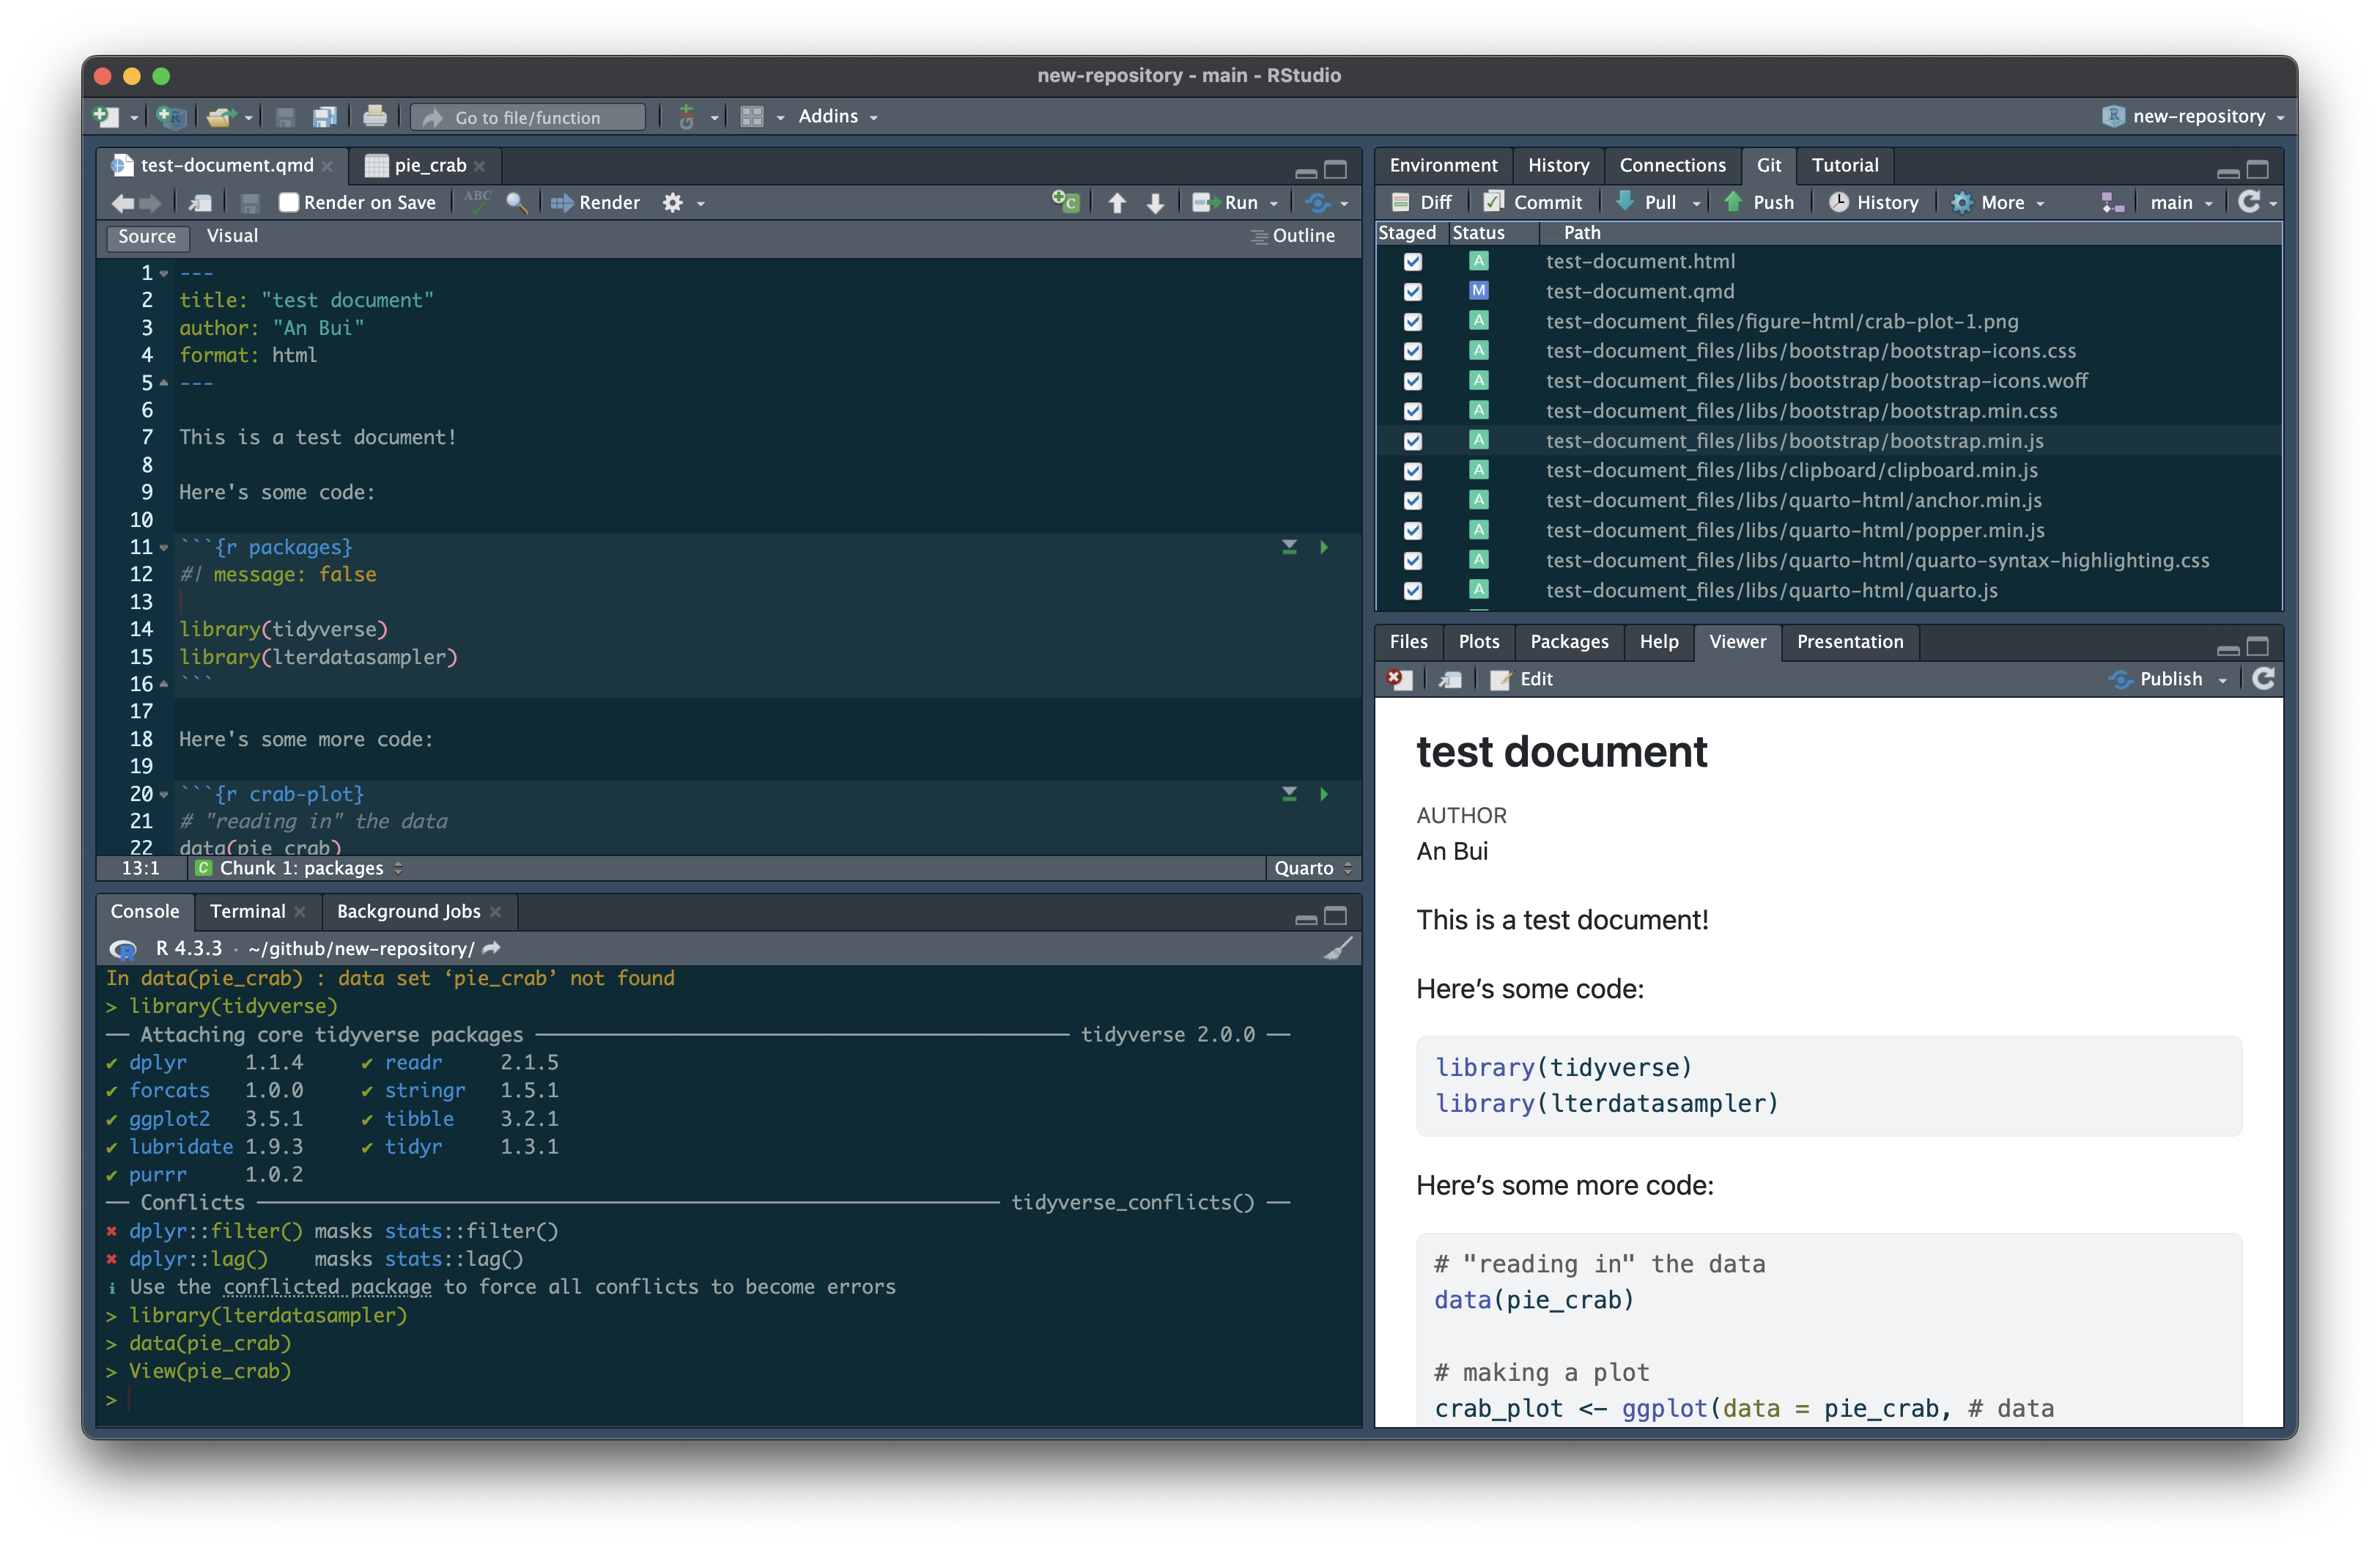 new-repository - main - RStudio
Go to file/function
Addins
new-repository
test-document.qmd
pie_crab
Render on Save
ABC
Render
Run
Source
Visual
Outline
1 ---
2 title: "test document"
3 author: "An Bui"
4 format: html
5 ---
6
7 This is a test document!
8
9 Here's some code:
10
11 ```{r packages}
12 #| message: false
13
14 library(tidyverse)
15 library(lterdatasampler)
16 ```
17
18 Here's some more code:
19
20 ```{r crab-plot}
21 # "reading in" the data
22 data(pie_crab)
13:1
C Chunk 1: packages
Quarto
Console
Terminal
Background Jobs
R 4.3.3 · ~/github/new-repository/
In data(pie_crab) : data set ‘pie_crab’ not found
> library(tidyverse)
── Attaching core tidyverse packages ── tidyverse 2.0.0 ──
✔ dplyr 1.1.4 ✔ readr 2.1.5
✔ forcats 1.0.0 ✔ stringr 1.5.1
✔ ggplot2 3.5.1 ✔ tibble 3.2.1
✔ lubridate 1.9.3 ✔ tidyr 1.3.1
✔ purrr 1.0.2
── Conflicts ── tidyverse_conflicts() ──
✖ dplyr::filter() masks stats::filter()
✖ dplyr::lag() masks stats::lag()
ℹ Use the conflicted package to force all conflicts to become errors
> library(lterdatasampler)
> data(pie_crab)
> View(pie_crab)
>
Environment
History
Connections
Git
Tutorial
Diff
Commit
Pull
Push
History
More
main
Staged Status Path
A test-document.html
M test-document.qmd
A test-document_files/figure-html/crab-plot-1.png
A test-document_files/libs/bootstrap/bootstrap-icons.css
A test-document_files/libs/bootstrap/bootstrap-icons.woff
A test-document_files/libs/bootstrap/bootstrap.min.css
A test-document_files/libs/bootstrap/bootstrap.min.js
A test-document_files/libs/clipboard/clipboard.min.js
A test-document_files/libs/quarto-html/anchor.min.js
A test-document_files/libs/quarto-html/popper.min.js
A test-document_files/libs/quarto-html/quarto-syntax-highlighting.css
A test-document_files/libs/quarto-html/quarto.js
Files
Plots
Packages
Help
Viewer
Presentation
Edit
Publish
test document
AUTHOR
An Bui
This is a test document!
Here’s some code:
library(tidyverse)
library(lterdatasampler)
Here’s some more code:
# "reading in" the data
data(pie_crab)
# making a plot
crab_plot <- ggplot(data = pie_crab, # data